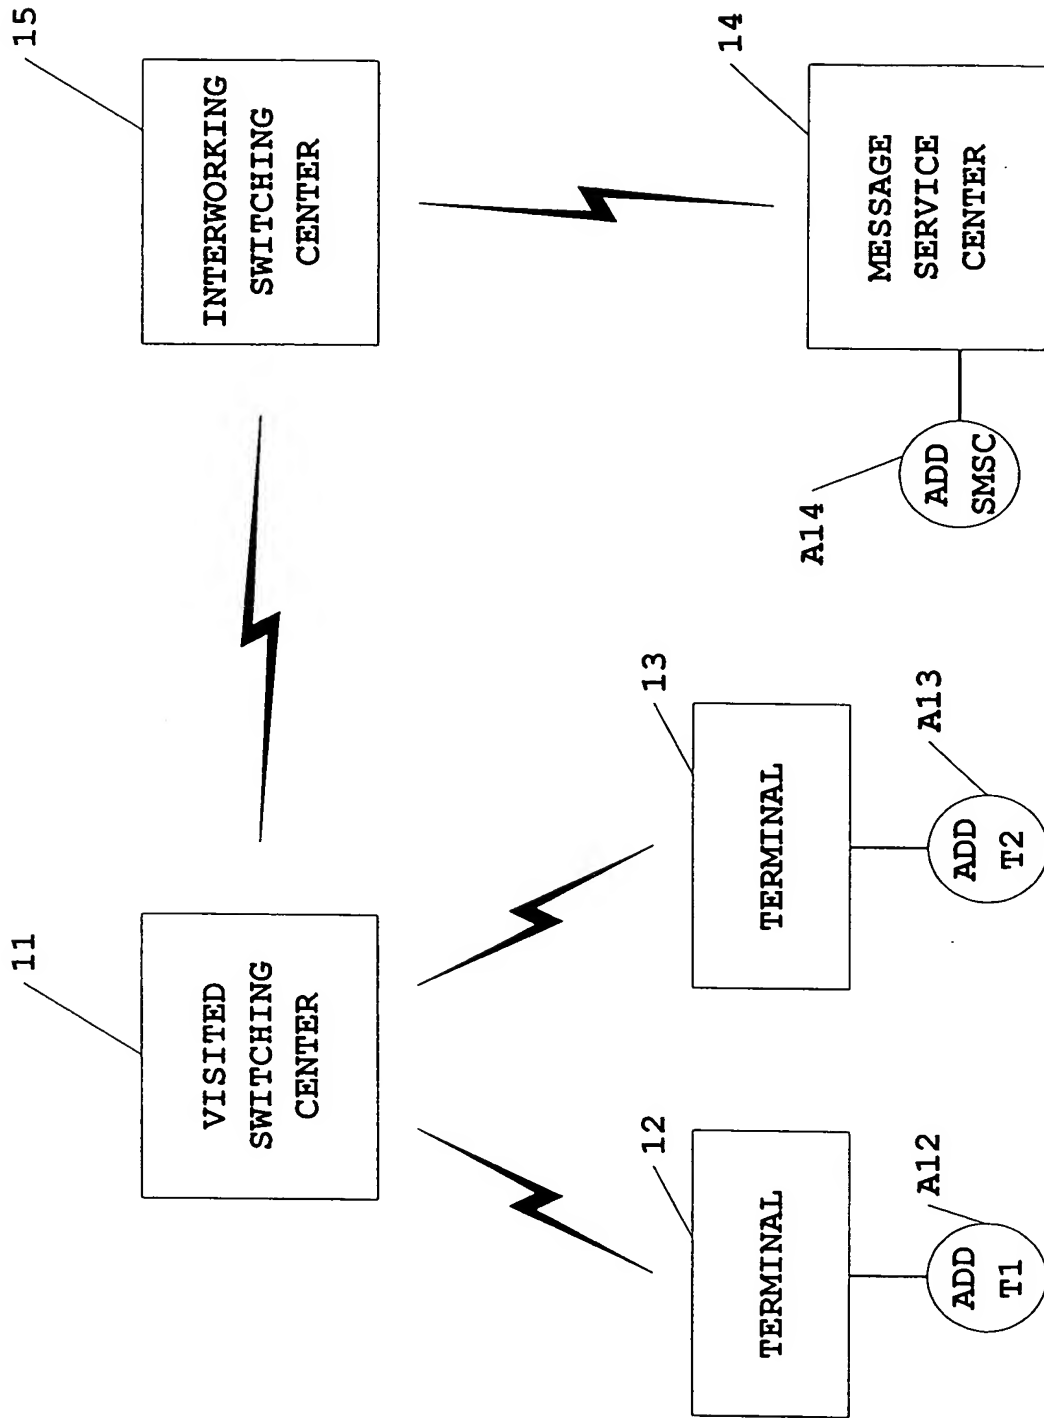 11
VISITED
SWITCHING
CENTER
15
INTERWORKING
SWITCHING
CENTER
12
TERMINAL
A12
ADD
T1
13
TERMINAL
A13
ADD
T2
14
MESSAGE
SERVICE
CENTER
A14
ADD
SMSC